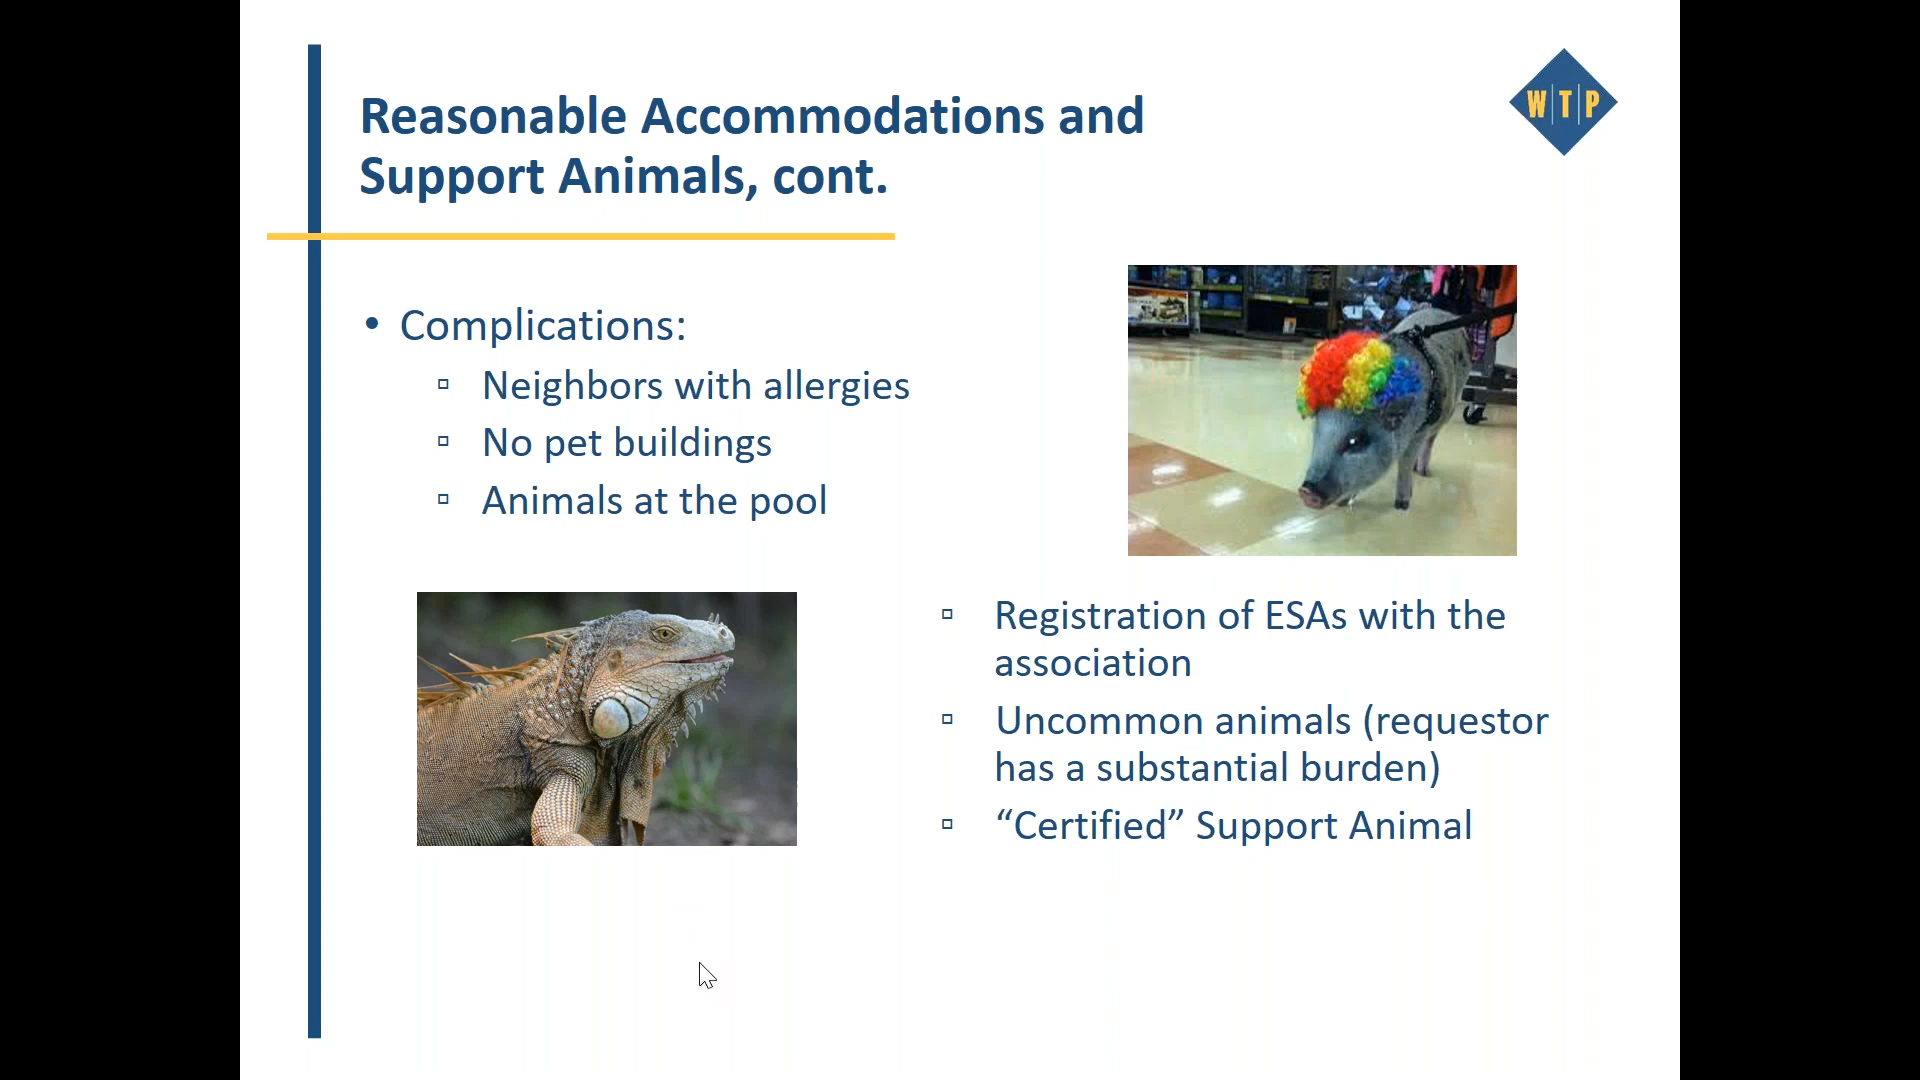 Reasonable Accommodations and
Support Animals, cont.
W|T|P
• Complications:
▫ Neighbors with allergies
▫ No pet buildings
▫ Animals at the pool
▫ Registration of ESAs with the
association
▫ Uncommon animals (requestor
has a substantial burden)
▫ “Certified” Support Animal